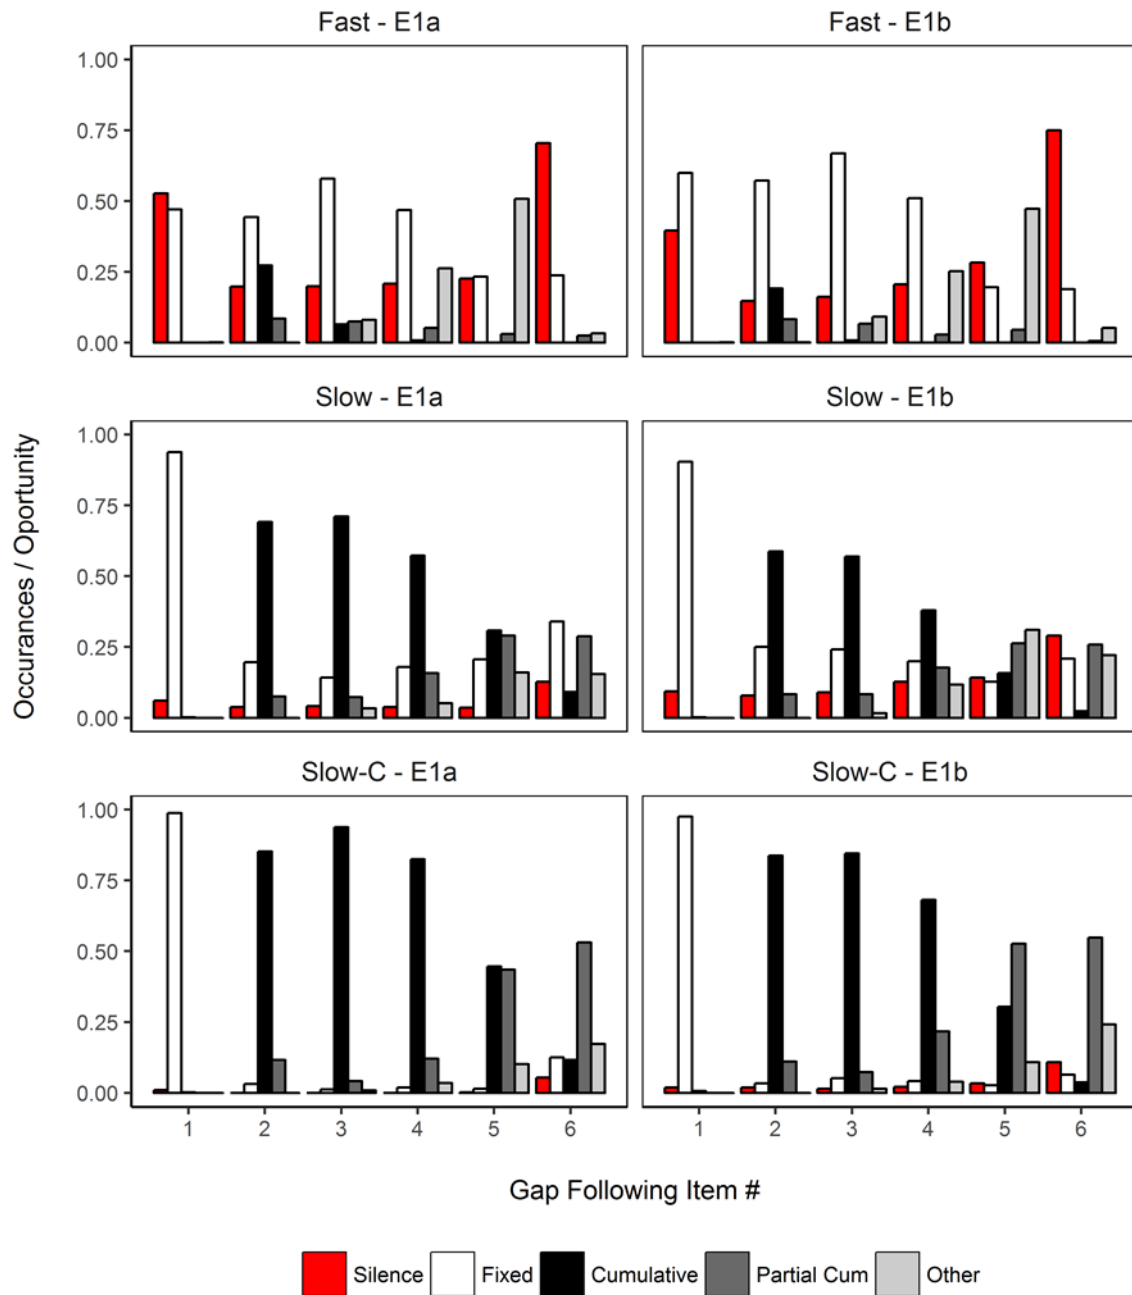 Fast - E1a
Fast - E1b
1.00
0.75
0.50
0.25
0.00
Slow - E1a
Slow - E1b
1.00
0.75
0.50
0.25
0.00
Occurances / Oportunity
Slow-C - E1a
Slow-C - E1b
1.00
0.75
0.50
0.25
0.00
1 2 3 4 5 6
1 2 3 4 5 6
Gap Following Item #
Silence Fixed Cumulative Partial Cum Other